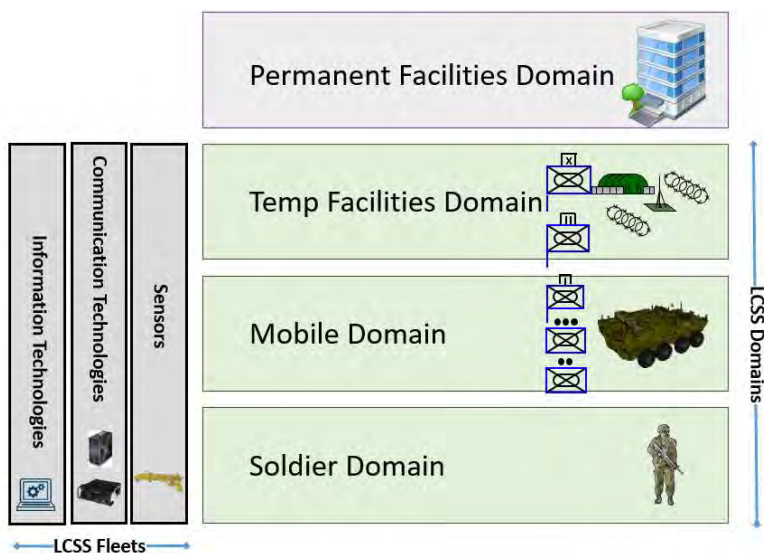 Permanent Facilities Domain
Temp Facilities Domain
X
II
Mobile Domain
I
Soldier Domain
Information Technologies
Communication Technologies
Sensors
LCSS Domains
LCSS Fleets